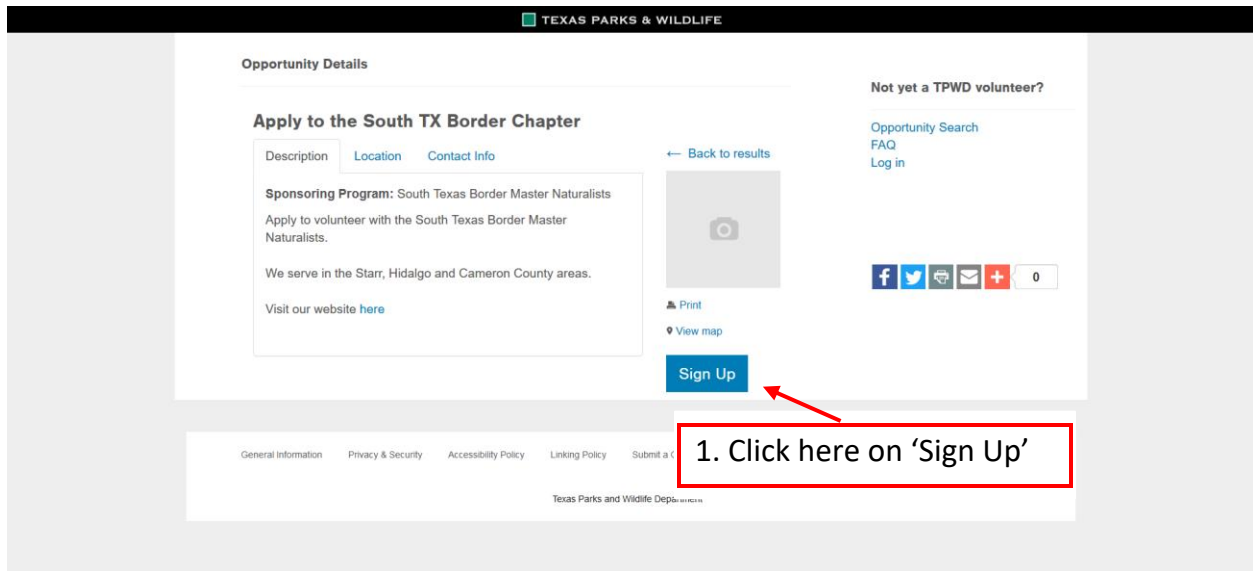 TEXAS PARKS & WILDLIFE
Opportunity Details
Not yet a TPWD volunteer?
Opportunity Search
FAQ
Log in
Apply to the South TX Border Chapter
Description Location Contact Info
← Back to results
Sponsoring Program: South Texas Border Master Naturalists
Apply to volunteer with the South Texas Border Master
Naturalists.
We serve in the Starr, Hidalgo and Cameron County areas.
Visit our website here
0
Print
View map
Sign Up
1. Click here on ‘Sign Up’
General Information Privacy & Security Accessibility Policy Linking Policy Submit a
Texas Parks and Wildlife Department